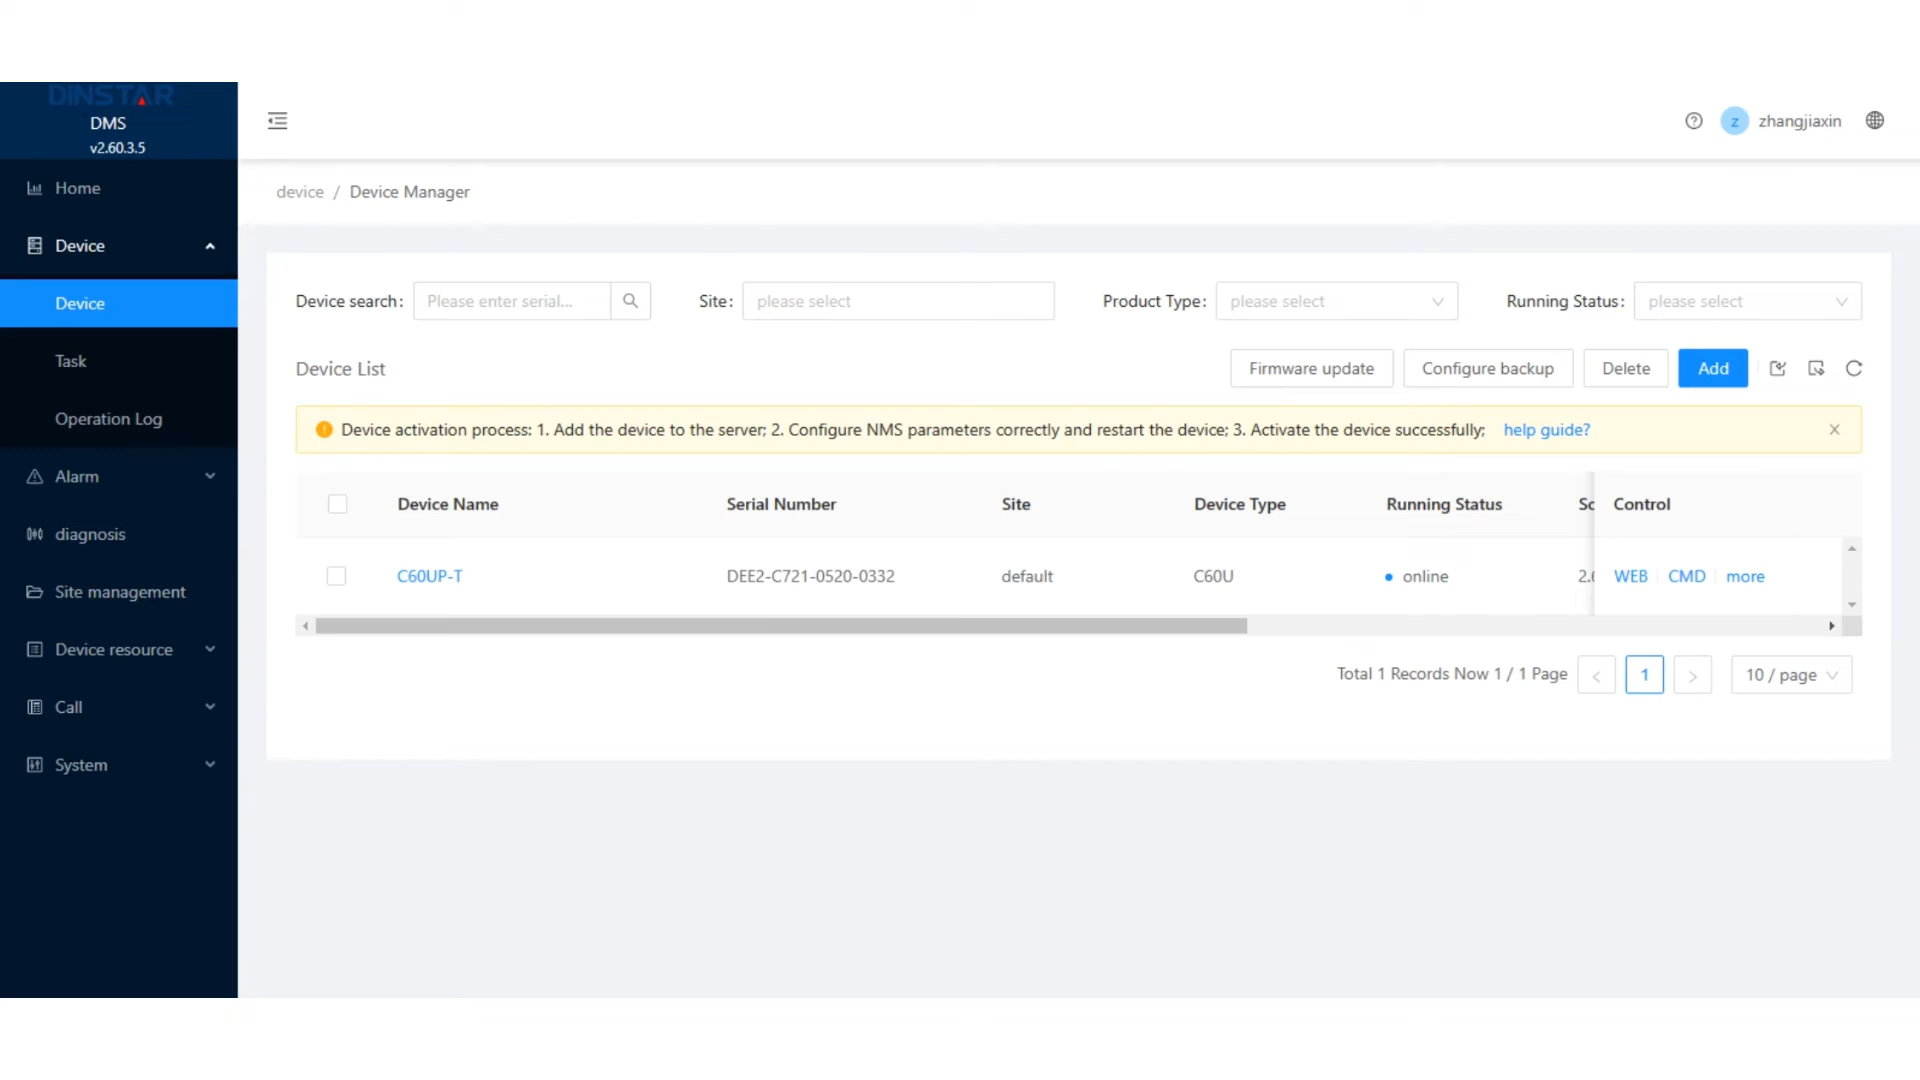 DINSTAR
DMS
v2.60.3.5
zhangjiaxin
Home
Device
Device
Task
Operation Log
Alarm
diagnosis
Site management
Device resource
Call
System
device / Device Manager
Device search: Please enter serial... Site: please select Product Type: please select Running Status: please select
Device List Firmware update Configure backup Delete Add
Device activation process: 1. Add the device to the server; 2. Configure NMS parameters correctly and restart the device; 3. Activate the device successfully; help guide?
Device Name Serial Number Site Device Type Running Status Control
C60UP-T DEE2-C721-0520-0332 default C60U online WEB CMD more
Total 1 Records Now 1 / 1 Page < 1 > 10 / page